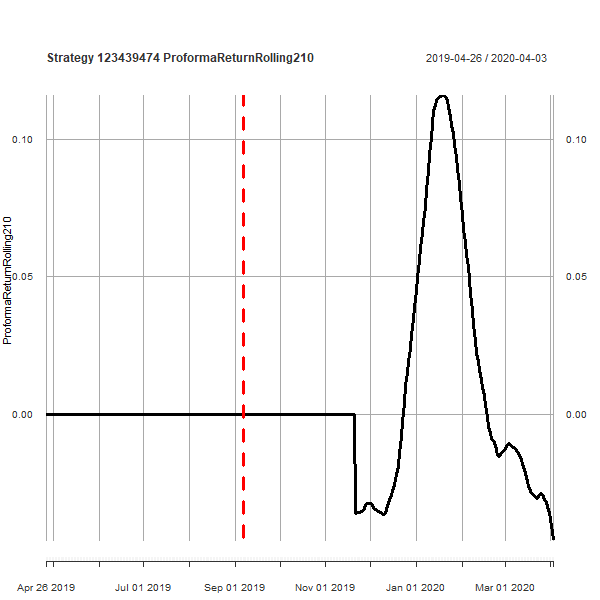 Strategy 123439474 ProformaReturnRolling210
2019-04-26 / 2020-04-03
ProformaReturnRolling210
0.10
0.05
0.00
0.10
0.05
0.00
Apr 26 2019
Jul 01 2019
Sep 01 2019
Nov 01 2019
Jan 01 2020
Mar 01 2020